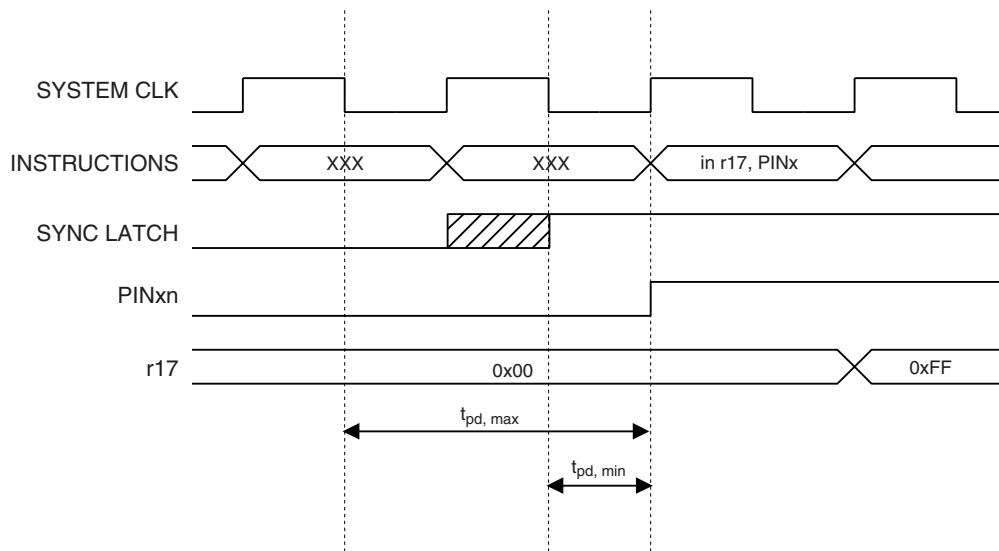 SYSTEM CLK
INSTRUCTIONS XXX XXX in r17, PINx
SYNC LATCH
PINxn
r17 0x00 0xFF
tpd, max
tpd, min